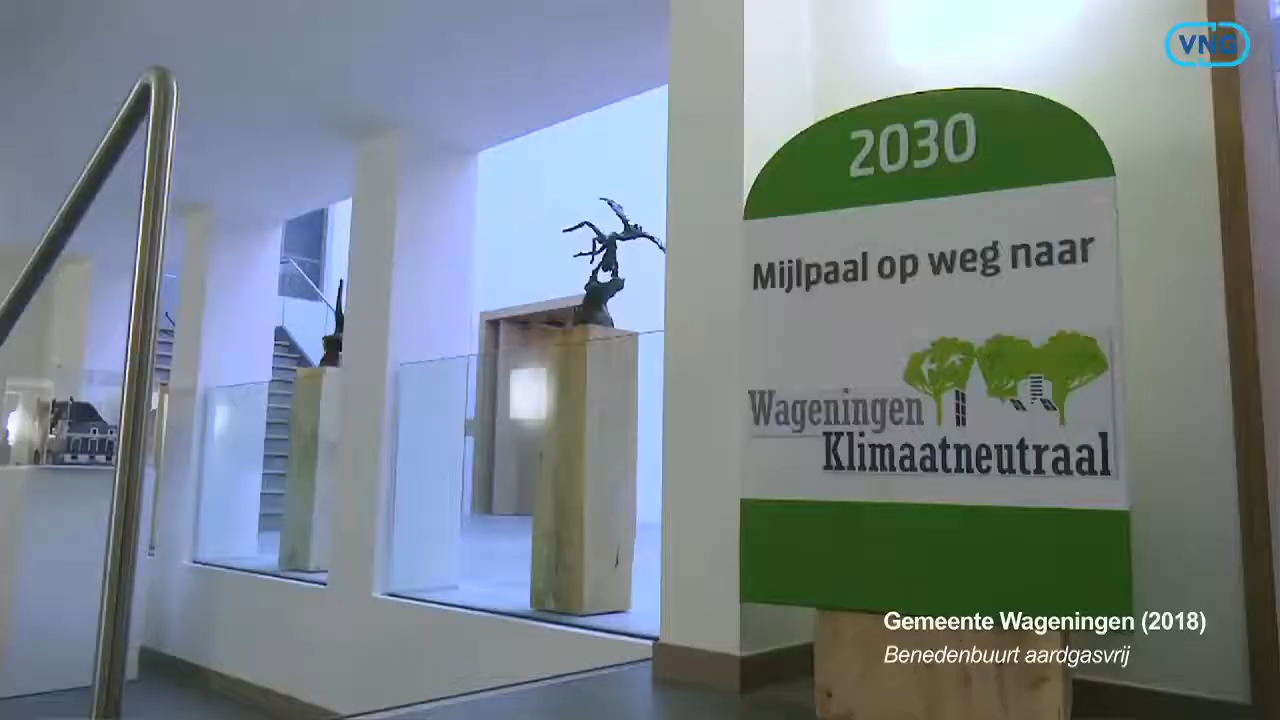 VNG
2030
Mijlpaal op weg naar
Wageningen
Klimaatneutraal
Gemeente Wageningen (2018)
Benedenbuurt aardgasvrij